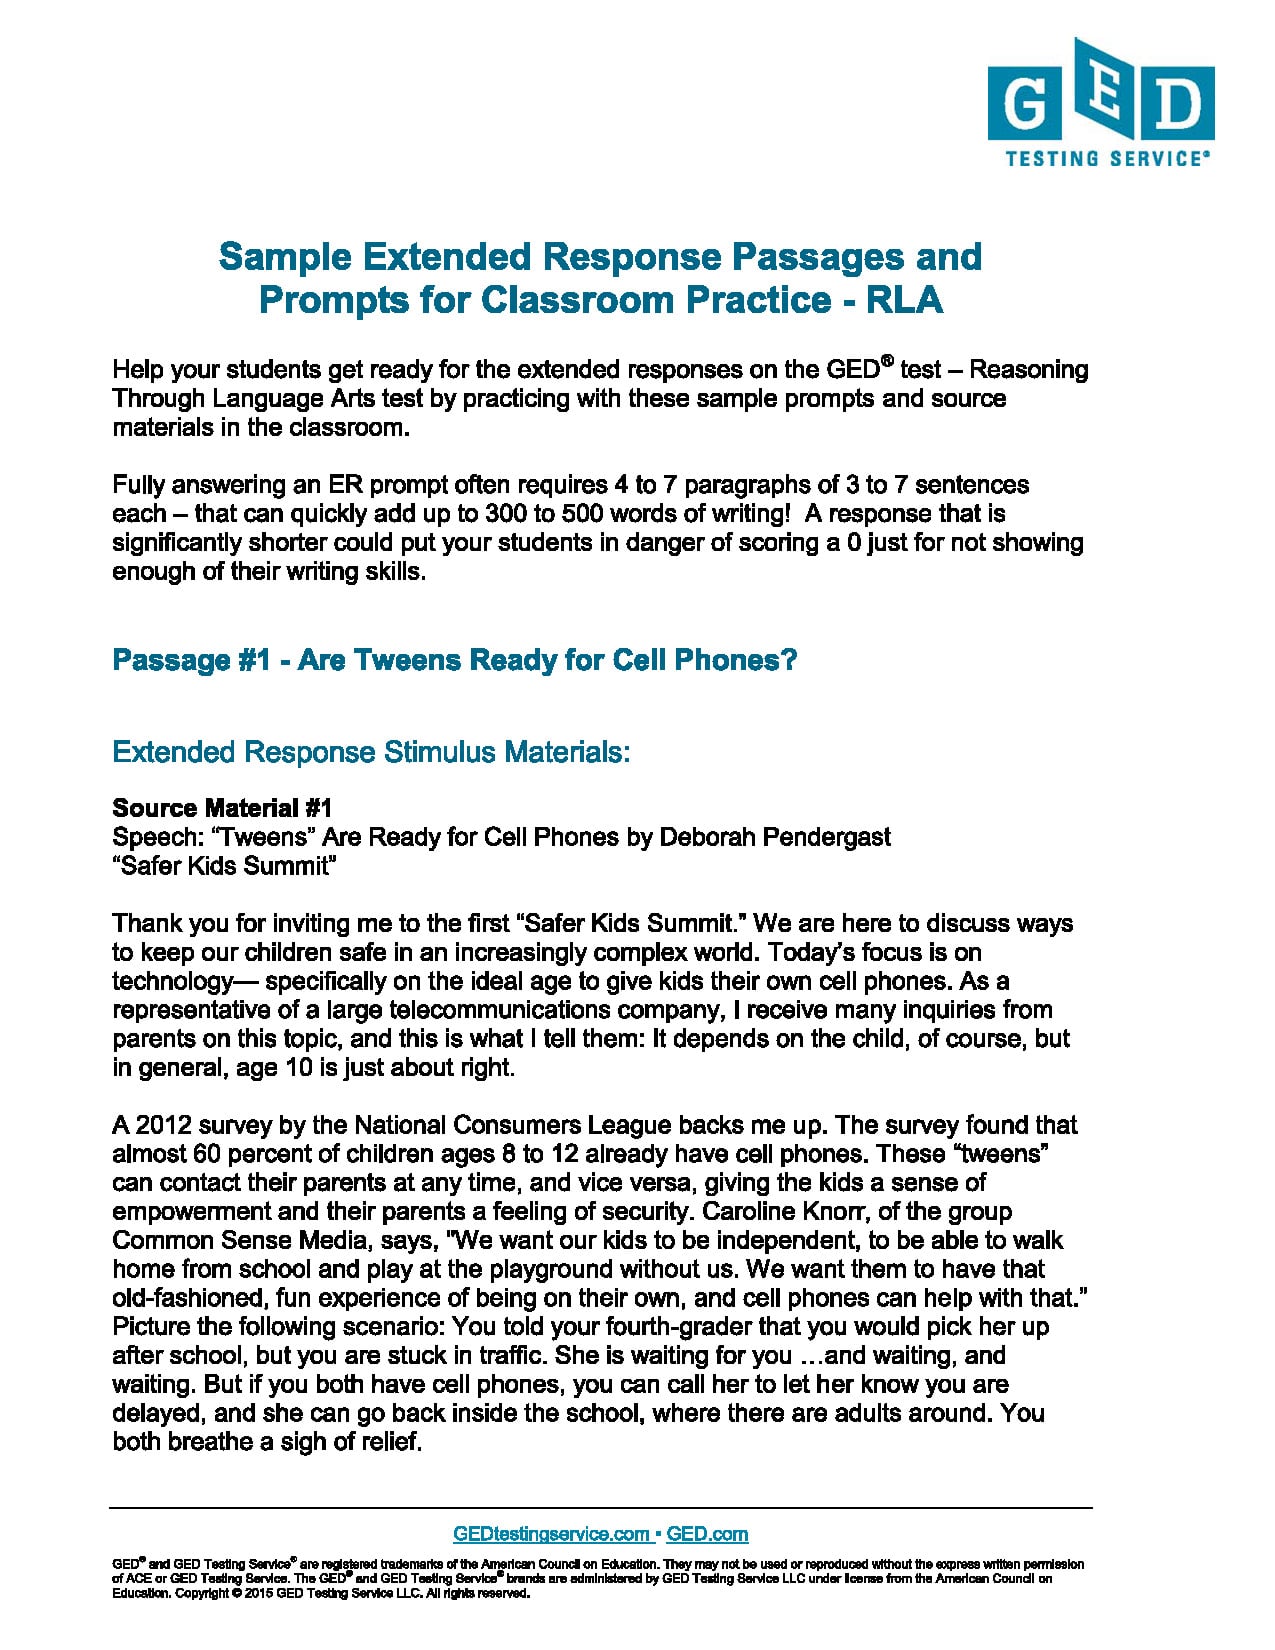 GED
TESTING SERVICE®
Sample Extended Response Passages and
Prompts for Classroom Practice - RLA
Help your students get ready for the extended responses on the GED® test – Reasoning
Through Language Arts test by practicing with these sample prompts and source
materials in the classroom.
Fully answering an ER prompt often requires 4 to 7 paragraphs of 3 to 7 sentences
each – that can quickly add up to 300 to 500 words of writing!  A response that is
significantly shorter could put your students in danger of scoring a 0 just for not showing
enough of their writing skills.
Passage #1 - Are Tweens Ready for Cell Phones?
Extended Response Stimulus Materials:
Source Material #1
Speech: “Tweens” Are Ready for Cell Phones by Deborah Pendergast
“Safer Kids Summit”
Thank you for inviting me to the first “Safer Kids Summit.” We are here to discuss ways
to keep our children safe in an increasingly complex world. Today’s focus is on
technology— specifically on the ideal age to give kids their own cell phones. As a
representative of a large telecommunications company, I receive many inquiries from
parents on this topic, and this is what I tell them: It depends on the child, of course, but
in general, age 10 is just about right.
A 2012 survey by the National Consumers League backs me up. The survey found that
almost 60 percent of children ages 8 to 12 already have cell phones. These “tweens”
can contact their parents at any time, and vice versa, giving the kids a sense of
empowerment and their parents a feeling of security. Caroline Knorr, of the group
Common Sense Media, says, "We want our kids to be independent, to be able to walk
home from school and play at the playground without us. We want them to have that
old-fashioned, fun experience of being on their own, and cell phones can help with that.”
Picture the following scenario: You told your fourth-grader that you would pick her up
after school, but you are stuck in traffic. She is waiting for you …and waiting, and
waiting. But if you both have cell phones, you can call her to let her know you are
delayed, and she can go back inside the school, where there are adults around. You
both breathe a sigh of relief.
GEDtestingservice.com ▪ GED.com
GED® and GED Testing Service® are registered trademarks of the American Council on Education. They may not be used or reproduced without the express written permission
of ACE or GED Testing Service. The GED® and GED Testing Service® brands are administered by GED Testing Service LLC under license from the American Council on
Education. Copyright © 2015 GED Testing Service LLC. All rights reserved.